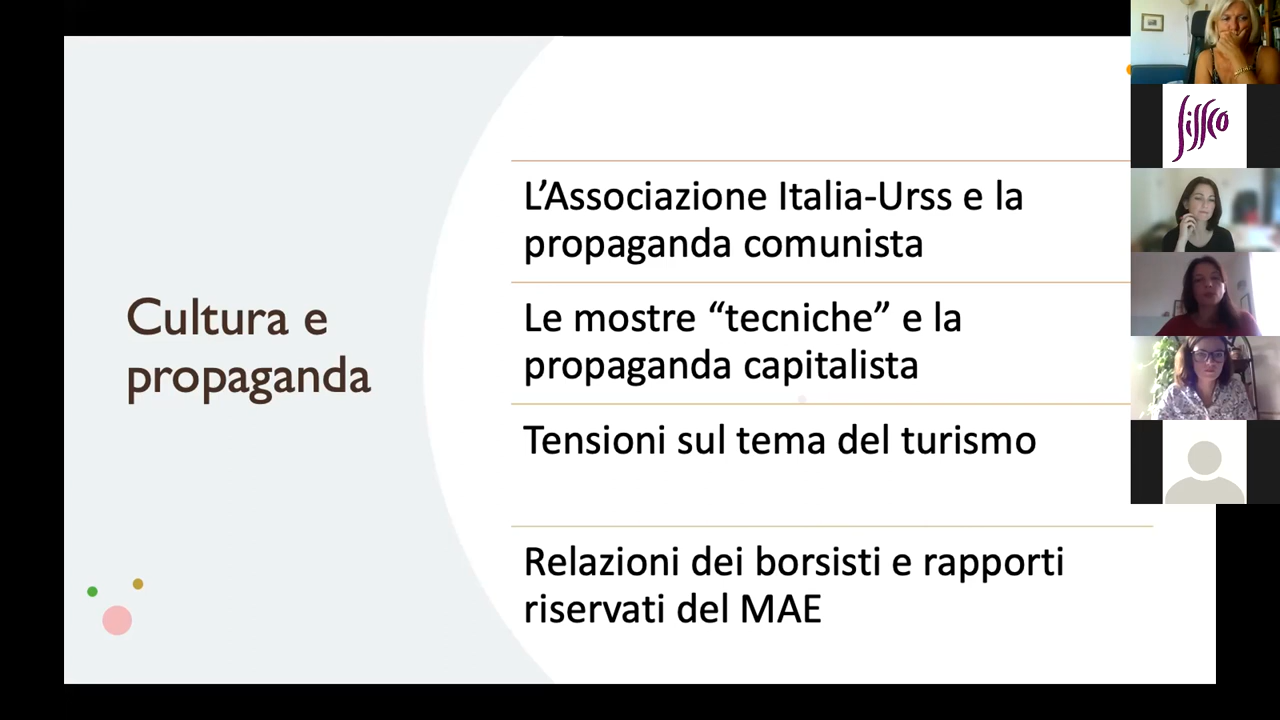 Cultura e
propaganda
L’Associazione Italia-Urss e la
propaganda comunista
Le mostre “tecniche” e la
propaganda capitalista
Tensioni sul tema del turismo
Relazioni dei borsisti e rapporti
riservati del MAE
SISSCO